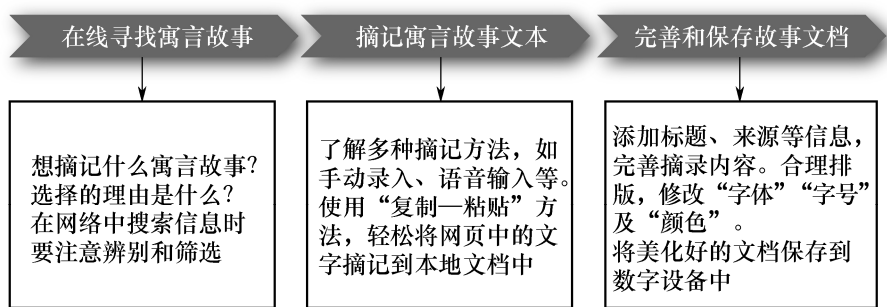 在线寻找寓言故事
摘记寓言故事文本
完善和保存故事文档
想摘记什么寓言故事？
选择的理由是什么？
在网络中搜索信息时
要注意辨别和筛选
了解多种摘记方法，如
手动录入、语音输入等。
使用“复制—粘贴”方
法，轻松将网页中的文
字摘记到本地文档中
添加标题、来源等信息，
完善摘录内容。合理排
版，修改“字体”“字号”
及“颜色”。
将美化好的文档保存到
数字设备中